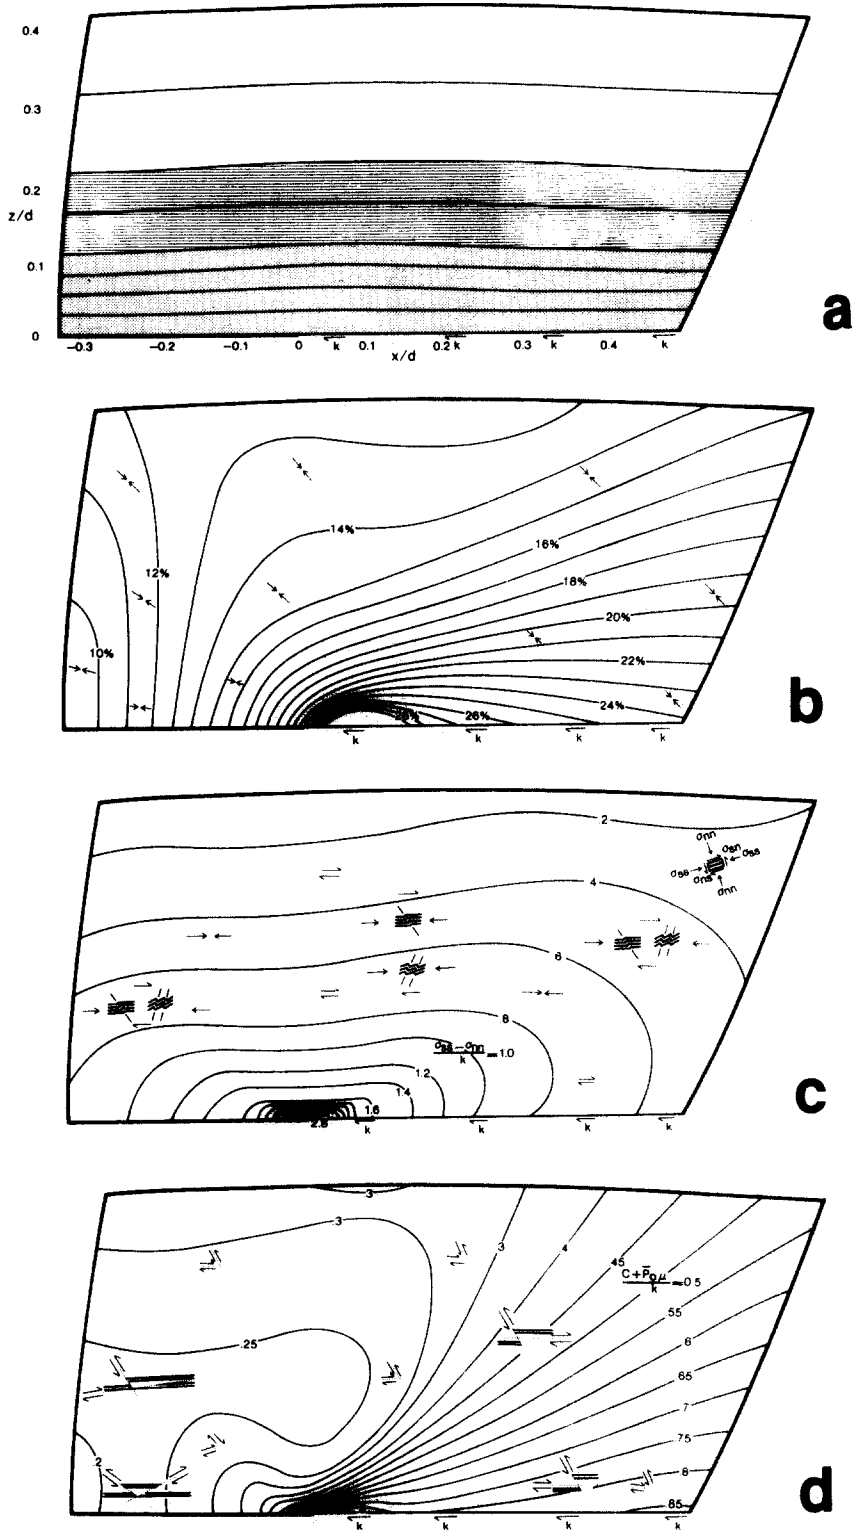 0.4
0.3
0.2
z/d
0.1
0
-0.3 -0.2 -0.1 0 k 0.1 0.2 k 0.3 k 0.4 k
x/d
a
14%
16%
12%
18%
20%
10%
22%
24%
26%
k k k k
b
2
σnn
σsn
σss σss
σns
σnn
4
6
.8
σss − σnn / k = 1.0
1.2
1.4
1.6
2.8
k k k k
c
.3
.3
.3
.4
.45
C + P̄₀μ / k = 0.5
.55
.6
.25
.65
.7
.75
.2
.8
.85
k k k k
d